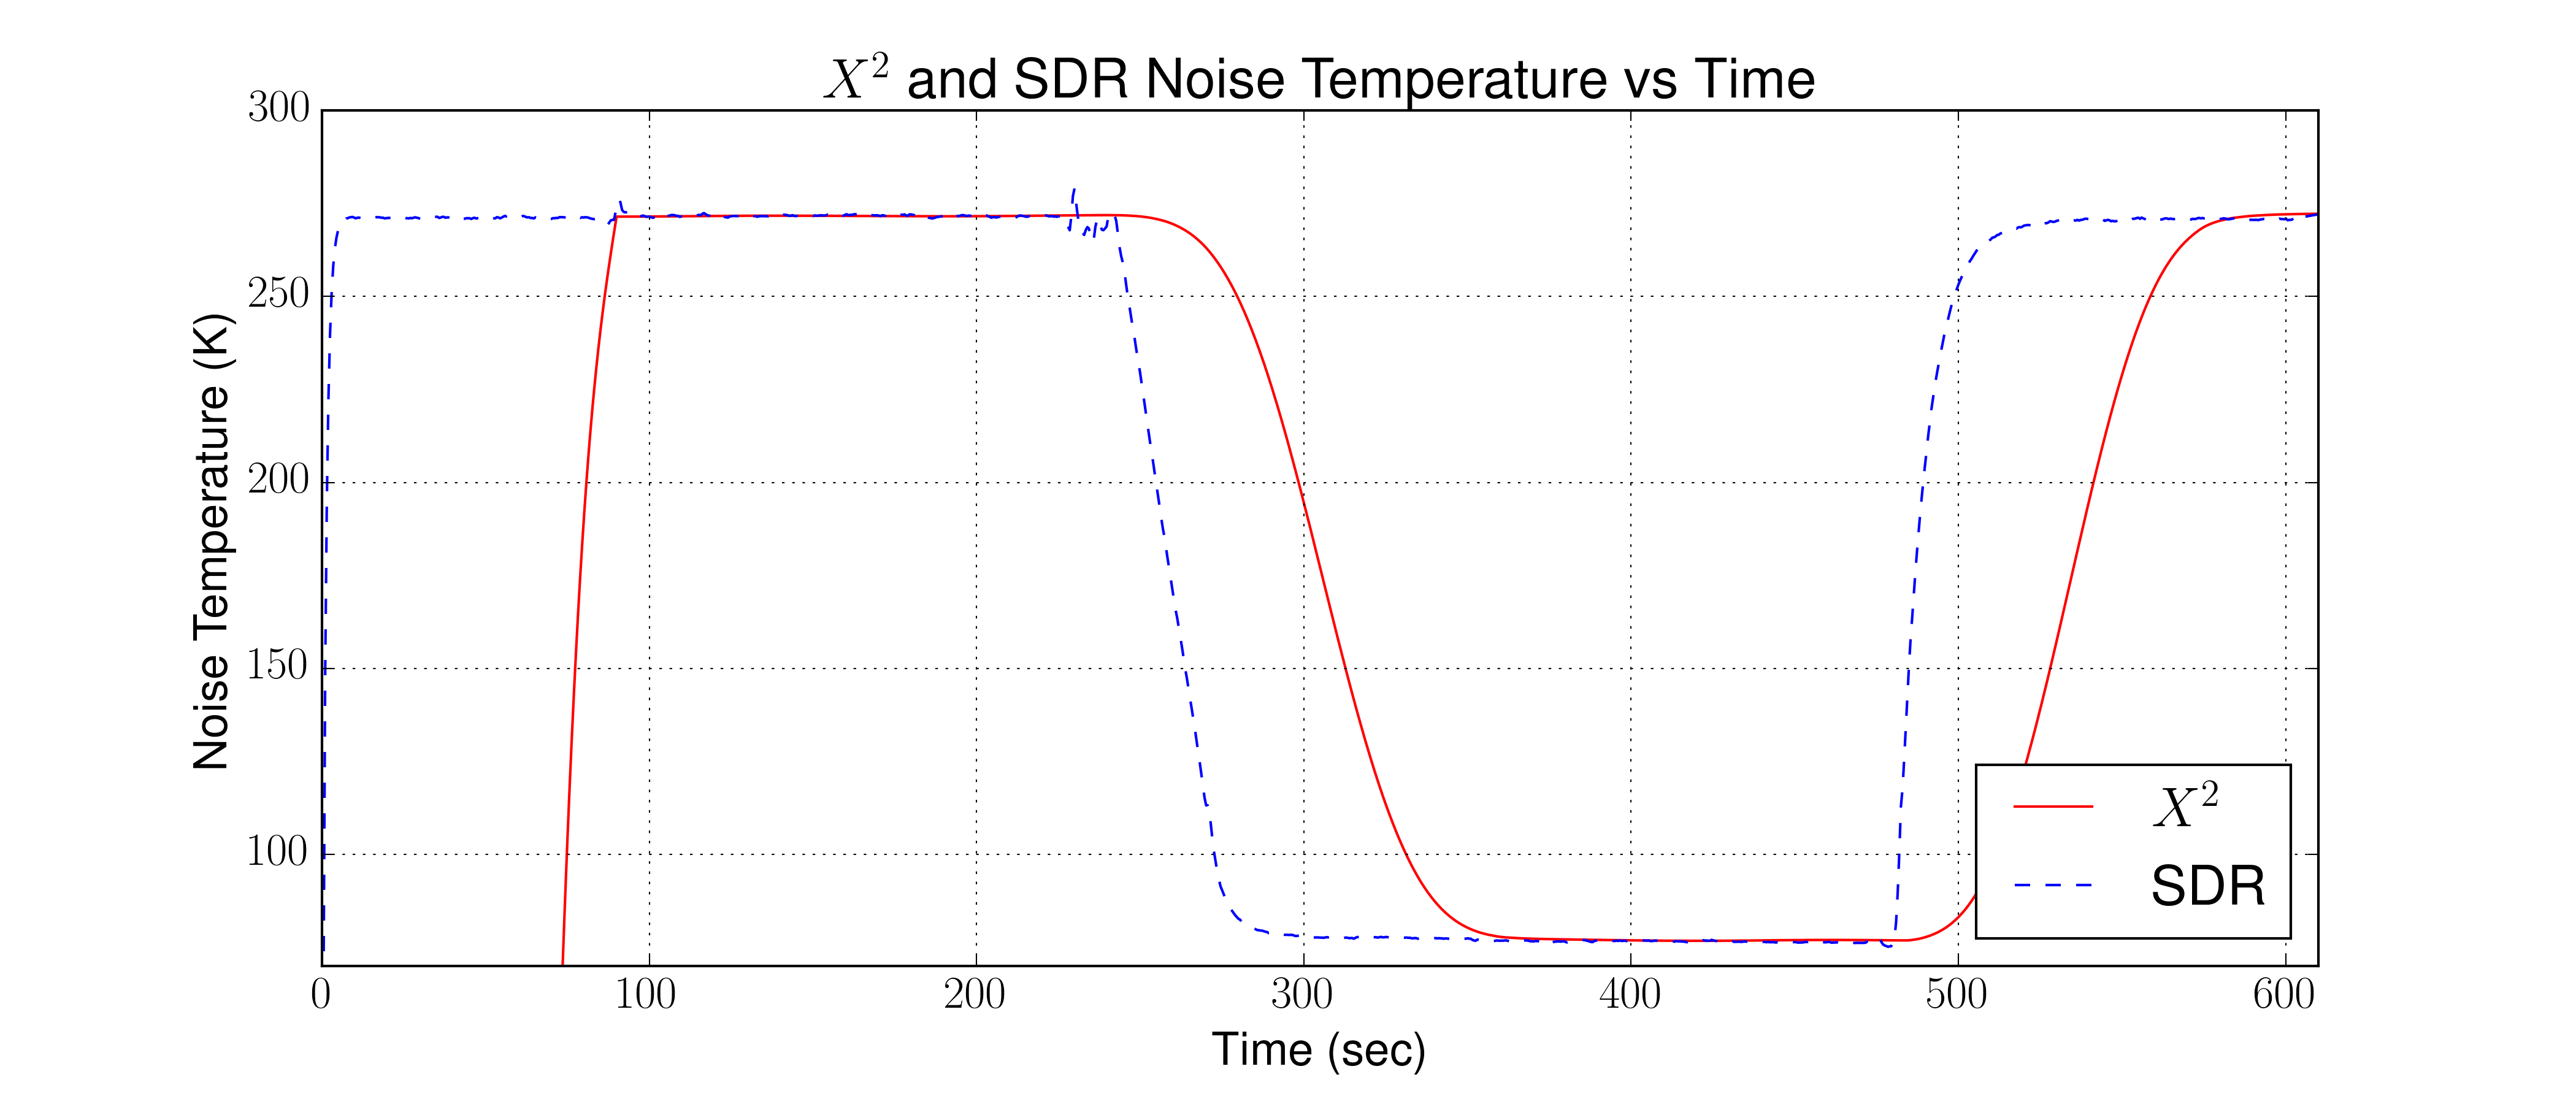 X² and SDR Noise Temperature vs Time
300
250
200
150
100
Noise Temperature (K)
0 100 200 300 400 500 600
Time (sec)
X²
SDR